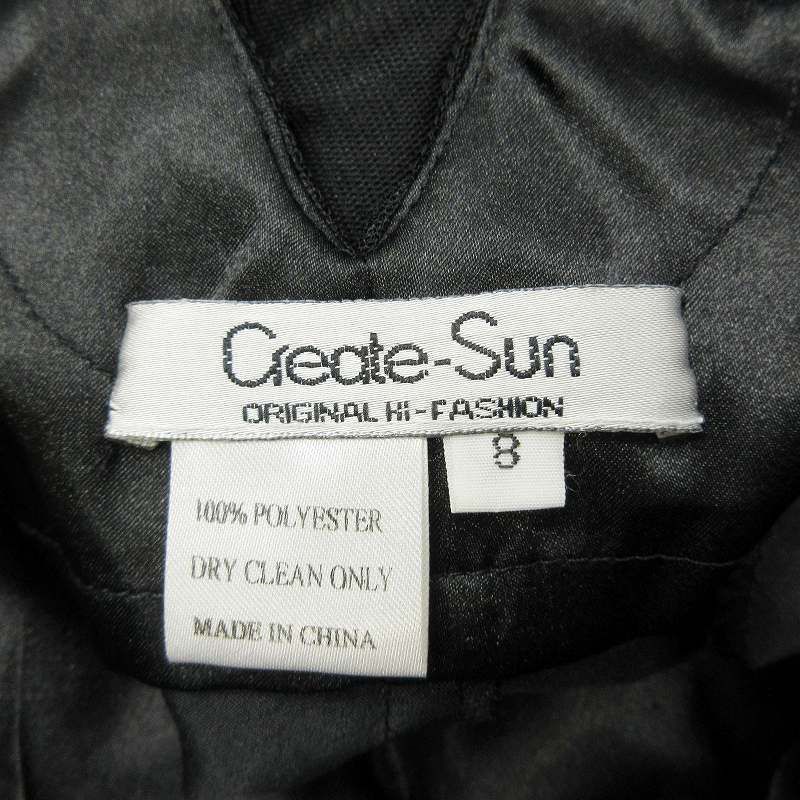 Create-Sun
ORIGINAL Hi-FASHION
8
100% POLYESTER
DRY CLEAN ONLY
MADE IN CHINA